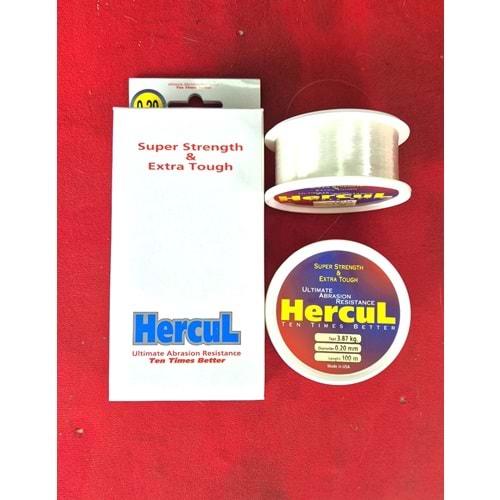 0.20
Ten Times Better
Super Strength
&
Extra Tough
HercuL
Ultimate Abrasion Resistance
Ten Times Better
HercuL
SUPER STRENGTH
&
EXTRA TOUGH
ULTIMATE
ABRASION
RESISTANCE
HercuL
TEN TIMES BETTER
Test 3.87 kg.
Diameter 0.20 mm
Length 100 m
Made in USA